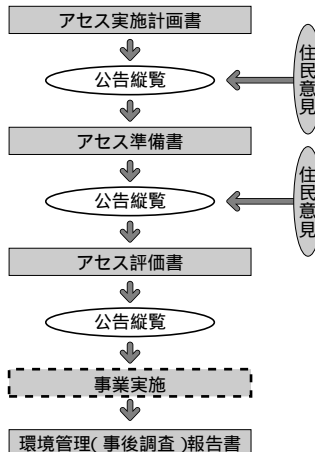 アセス実施計画書
公告縦覧
住民意見
アセス準備書
公告縦覧
住民意見
アセス評価書
公告縦覧
事業実施
環境管理(事後調査)報告書